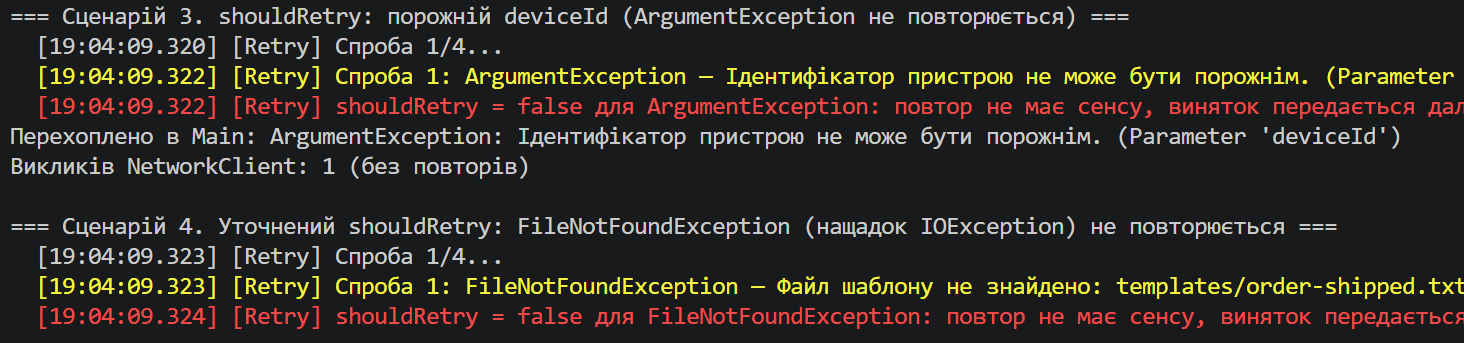 === Сценарій 3. shouldRetry: порожній deviceId (ArgumentException не повторюється) ===
[19:04:09.320] [Retry] Спроба 1/4...
[19:04:09.322] [Retry] Спроба 1: ArgumentException — Ідентифікатор пристрою не може бути порожнім. (Parameter
[19:04:09.322] [Retry] shouldRetry = false для ArgumentException: повтор не має сенсу, виняток передається дал
Перехоплено в Main: ArgumentException: Ідентифікатор пристрою не може бути порожнім. (Parameter 'deviceId')
Викликів NetworkClient: 1 (без повторів)
=== Сценарій 4. Уточнений shouldRetry: FileNotFoundException (нащадок IOException) не повторюється ===
[19:04:09.323] [Retry] Спроба 1/4...
[19:04:09.323] [Retry] Спроба 1: FileNotFoundException — Файл шаблону не знайдено: templates/order-shipped.txt
[19:04:09.324] [Retry] shouldRetry = false для FileNotFoundException: повтор не має сенсу, виняток передається